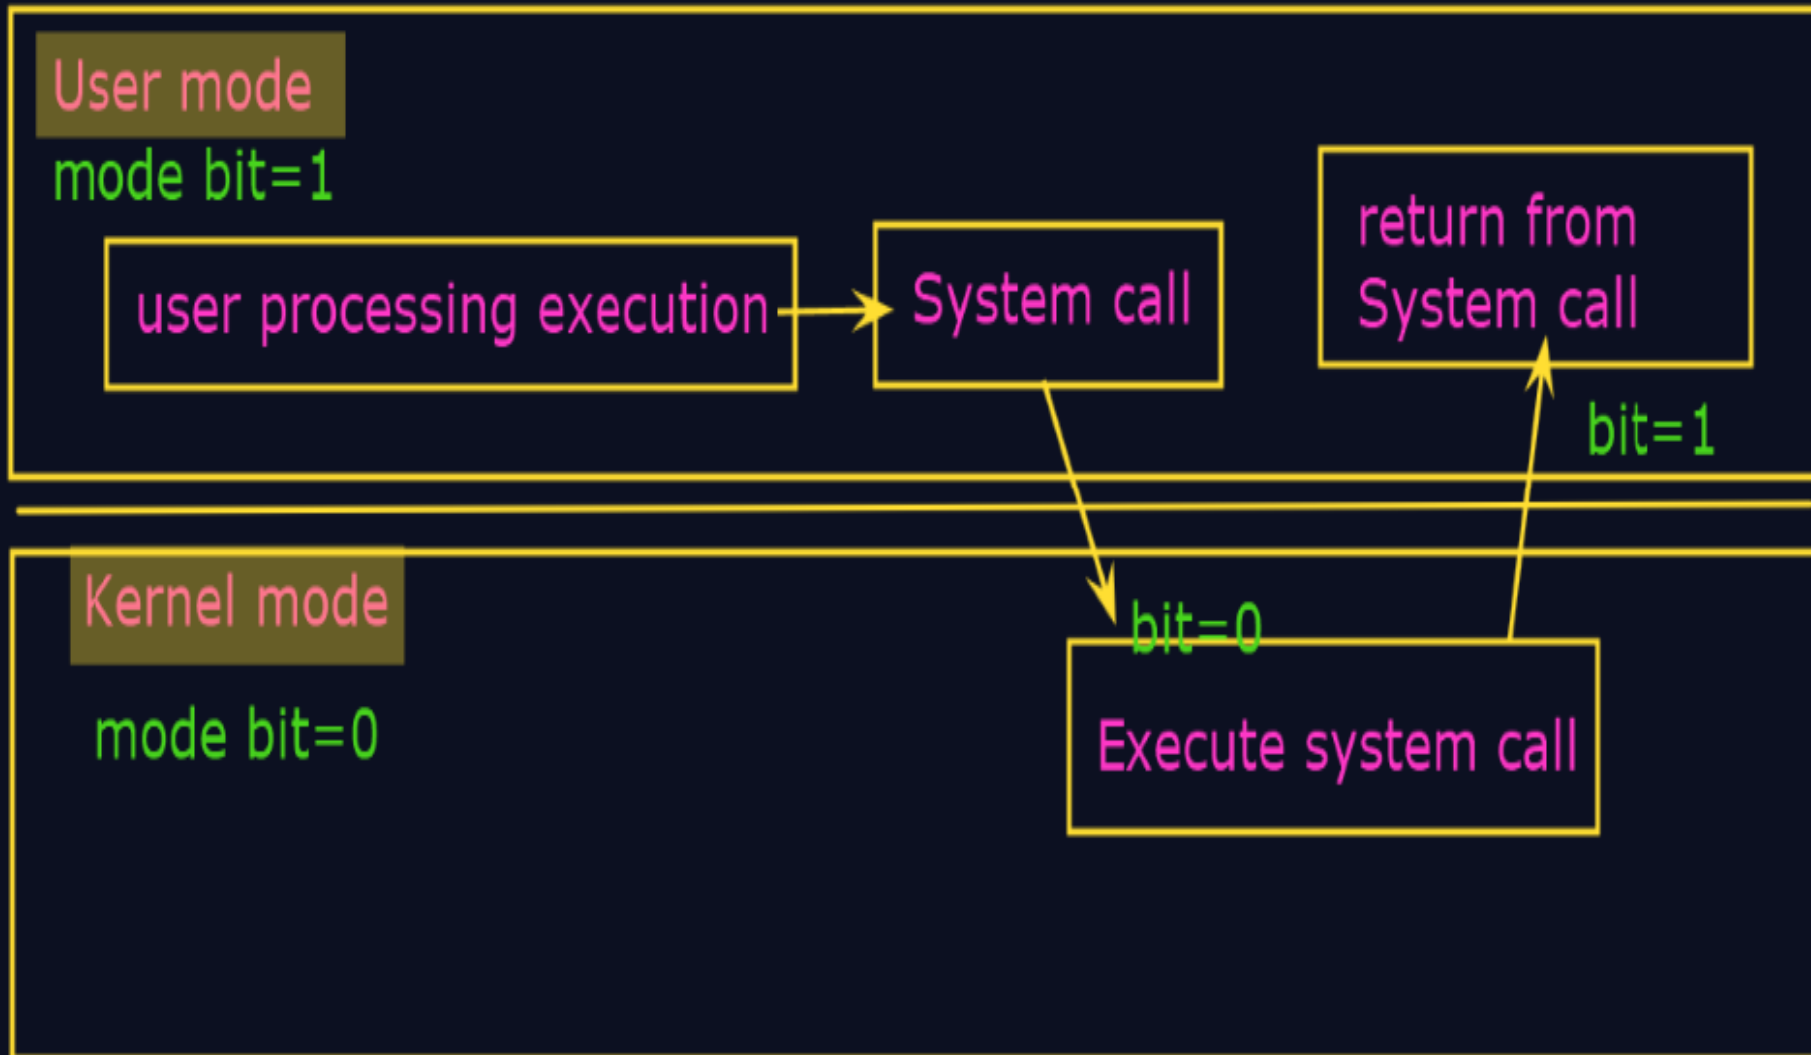 User mode
mode bit=1
user processing execution
System call
return from
System call
bit=1
Kernel mode
mode bit=0
bit=0
Execute system call